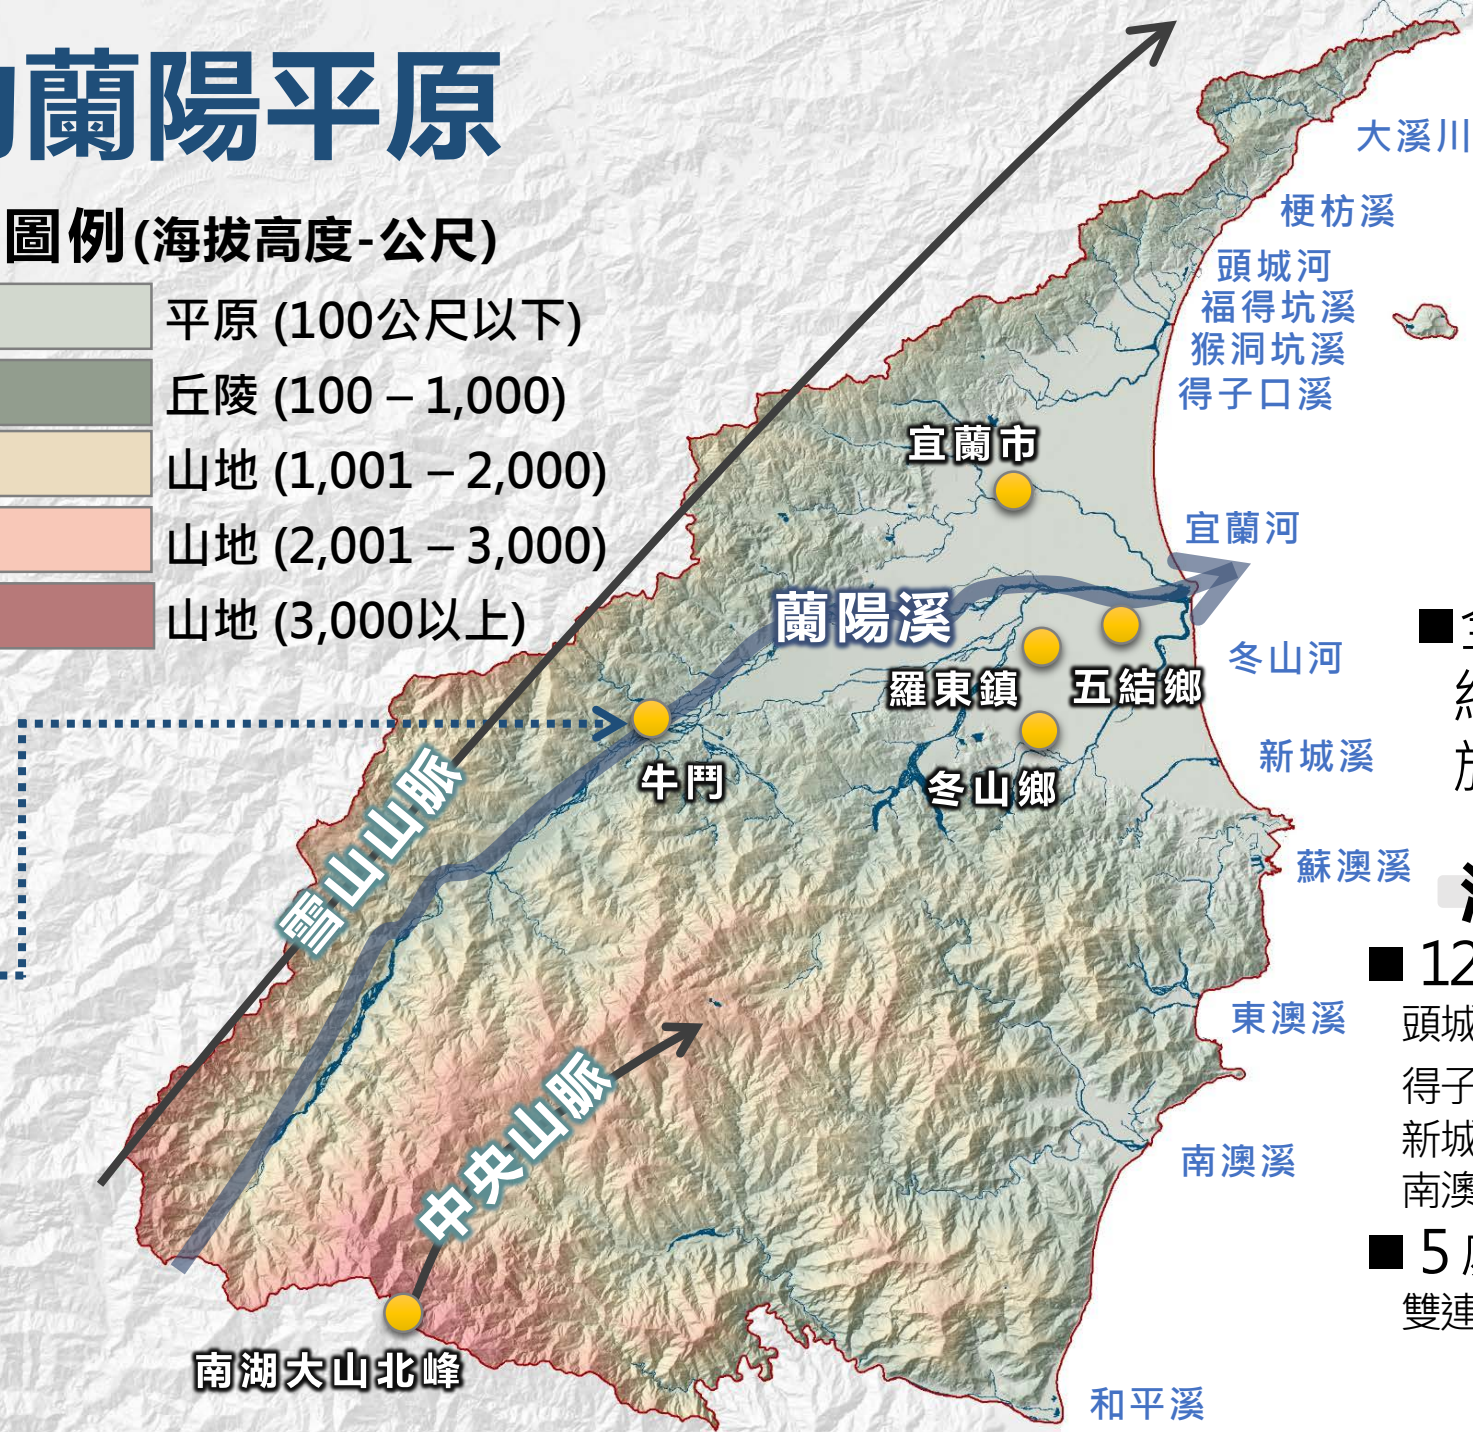 蘭陽平原
圖例(海拔高度-公尺)
平原 (100公尺以下)
丘陵 (100 – 1,000)
山地 (1,001 – 2,000)
山地 (2,001 – 3,000)
山地 (3,000以上)
大溪川
梗枋溪
頭城河
福得坑溪
猴洞坑溪
得子口溪
宜蘭市
宜蘭河
蘭陽溪
羅東鎮
五結鄉
冬山河
牛鬥
冬山鄉
新城溪
雪山山脈
蘇澳溪
東澳溪
中央山脈
南澳溪
南湖大山北峰
和平溪
■
■ 12
頭城
得子
新城
南澳
■ 5
雙連